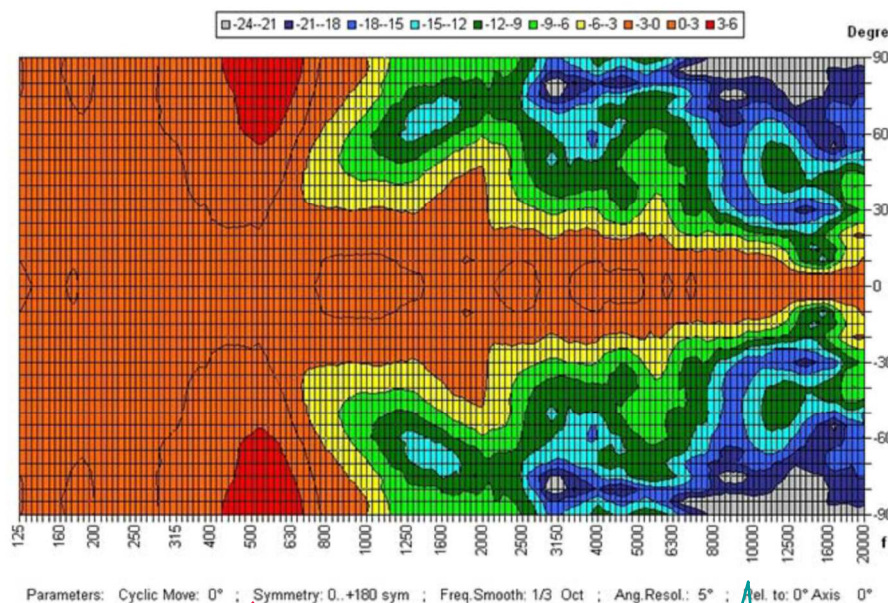 -24--21 -21--18 -18--15 -15--12 -12--9 -9--6 -6--3 -3-0 0-3 3-6
Degre
90
60
30
0
-30
-60
-90
125 160 200 250 315 400 500 630 800 1000 1250 1600 2000 2500 3150 4000 5000 6300 8000 10000 12500 16000 20000
f
Parameters: Cyclic Move: 0° ; Symmetry: 0..+180 sym ; Freq.Smooth: 1/3 Oct ; Ang.Resol.: 5° ; Rel. to: 0° Axis 0°